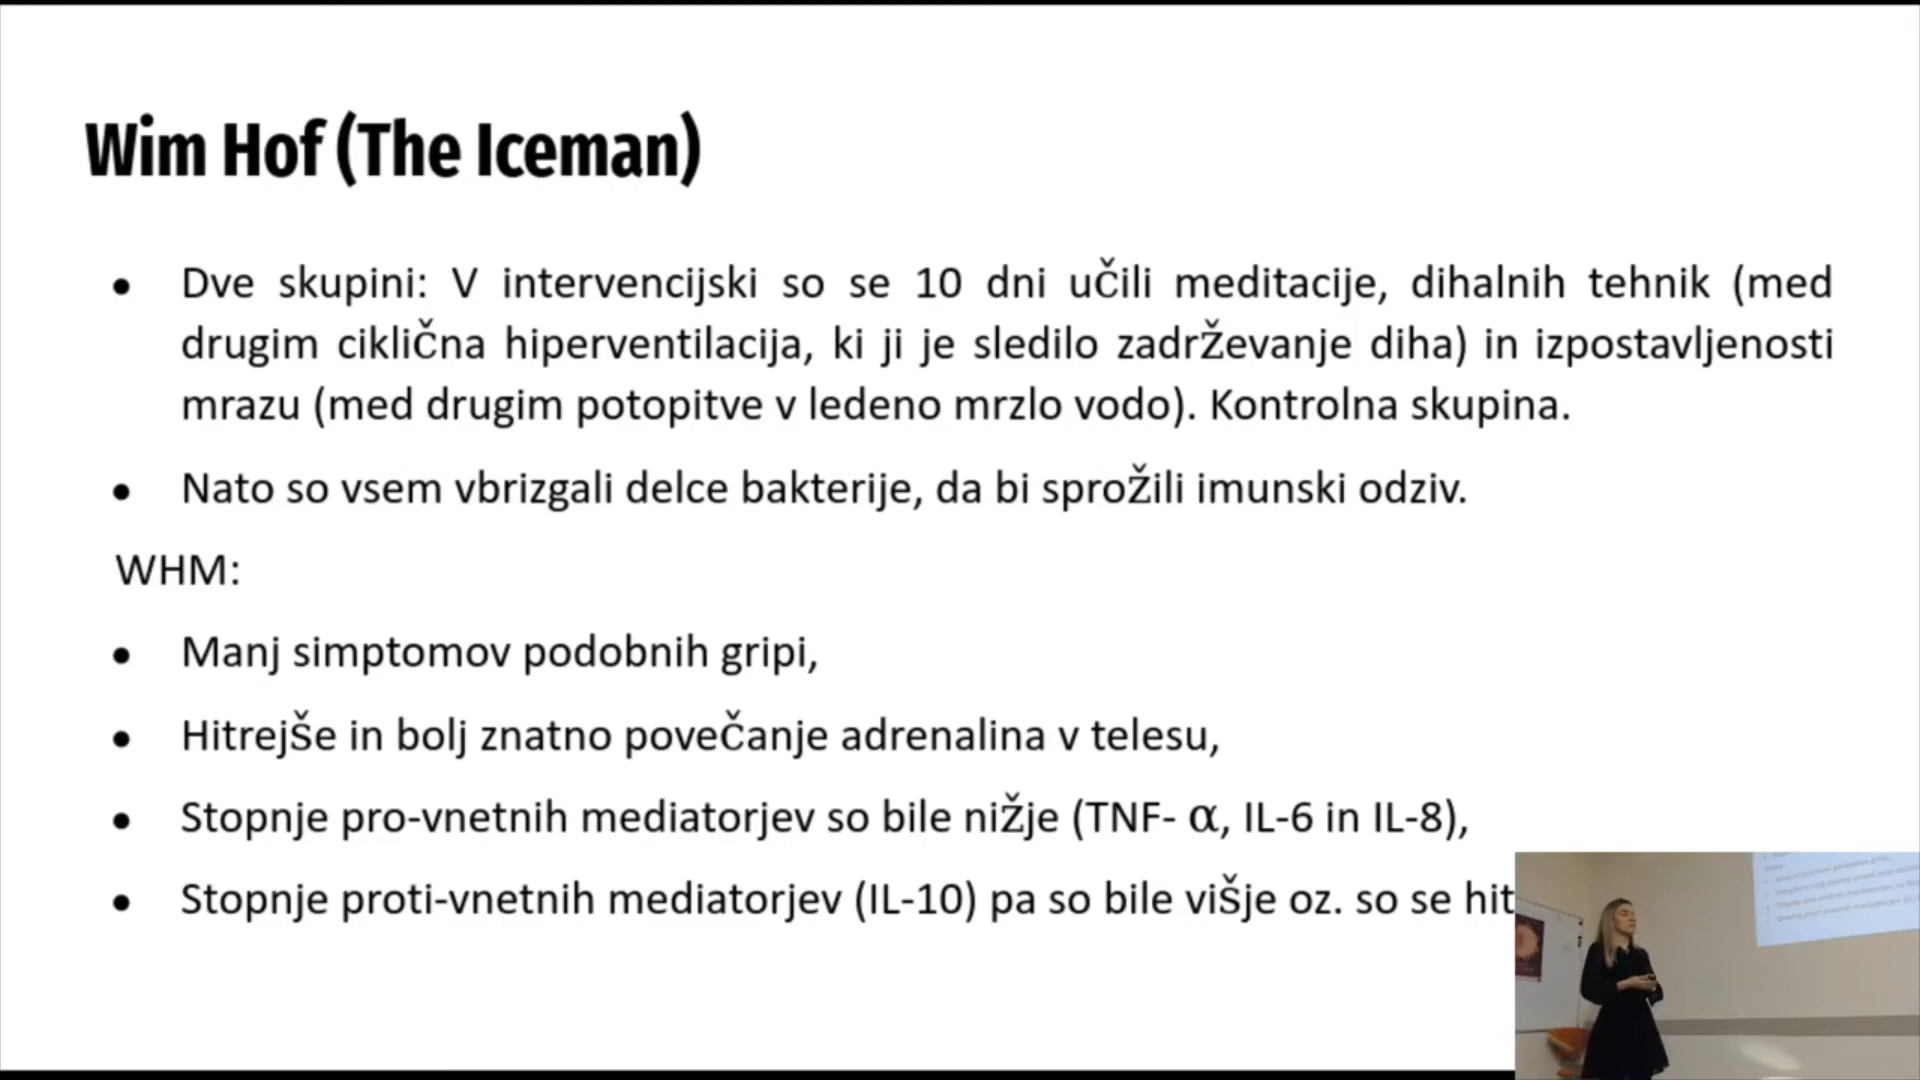 Wim Hof (The Iceman)
• Dve skupini: V intervencijski so se 10 dni učili meditacije, dihalnih tehnik (med
drugim ciklična hiperventilacija, ki ji je sledilo zadrževanje diha) in izpostavljenosti
mrazu (med drugim potopitve v ledeno mrzlo vodo). Kontrolna skupina.
• Nato so vsem vbrizgali delce bakterije, da bi sprožili imunski odziv.
WHM:
• Manj simptomov podobnih gripi,
• Hitrejše in bolj znatno povečanje adrenalina v telesu,
• Stopnje pro-vnetnih mediatorjev so bile nižje (TNF- α, IL-6 in IL-8),
• Stopnje proti-vnetnih mediatorjev (IL-10) pa so bile višje oz. so se hit